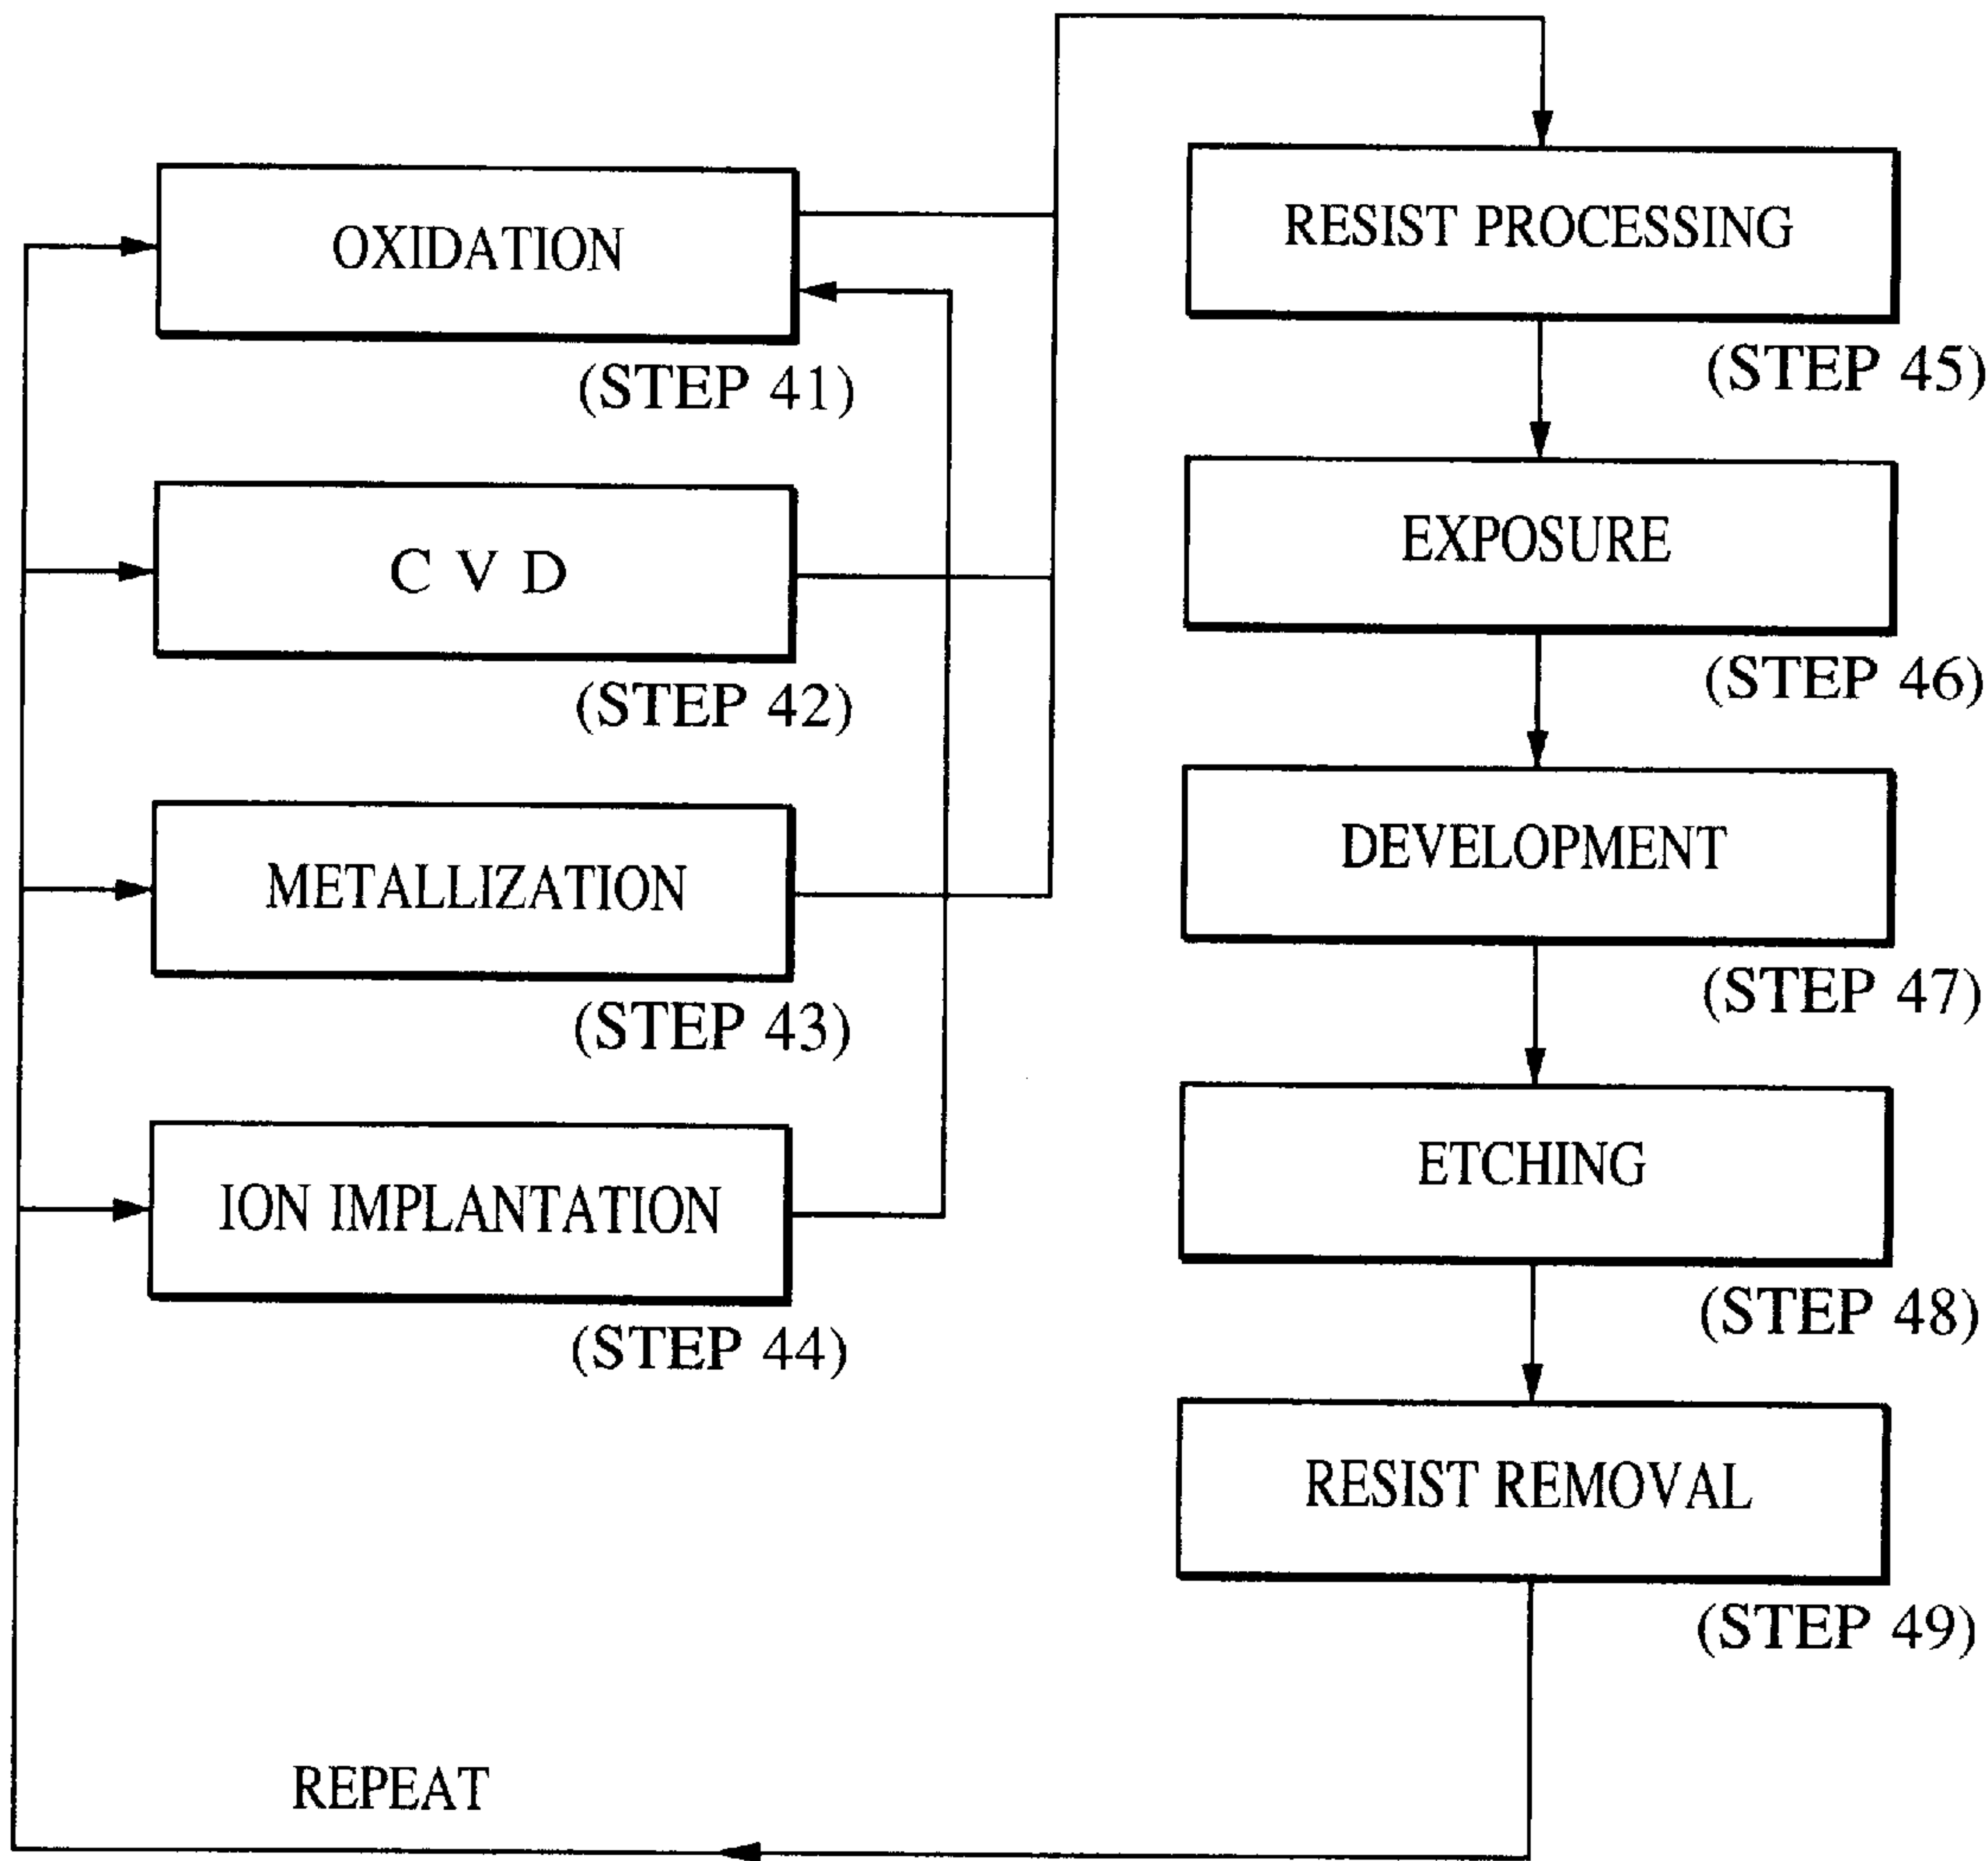 OXIDATION
(STEP 41)
C V D
(STEP 42)
METALLIZATION
(STEP 43)
ION IMPLANTATION
(STEP 44)
RESIST PROCESSING
(STEP 45)
EXPOSURE
(STEP 46)
DEVELOPMENT
(STEP 47)
ETCHING
(STEP 48)
RESIST REMOVAL
(STEP 49)
REPEAT